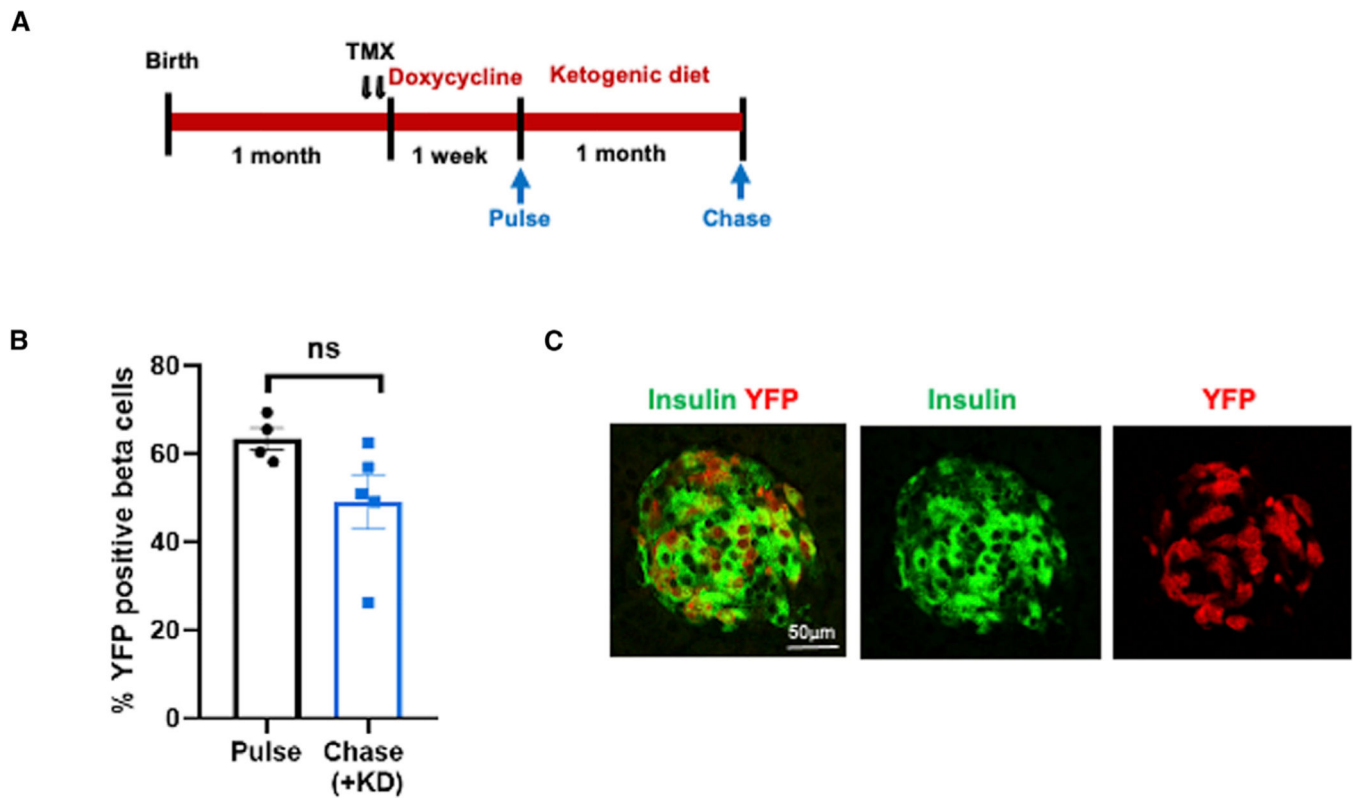 A
Birth
TMX
Doxycycline
Ketogenic diet
1 month
1 week
1 month
Pulse
Chase
B
% YFP positive beta cells
80
60
40
20
0
ns
Pulse
Chase
(+KD)
C
Insulin YFP
Insulin
YFP
50µm